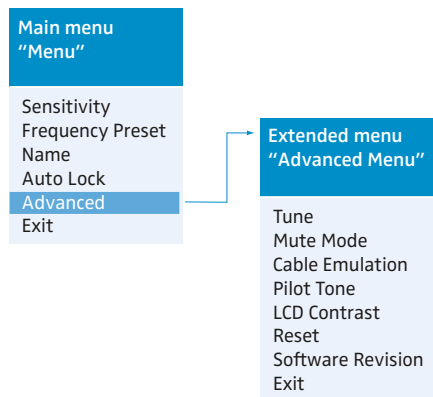 Main menu
“Menu”
Sensitivity
Frequency Preset
Name
Auto Lock
Advanced
Exit
Extended menu
“Advanced Menu”
Tune
Mute Mode
Cable Emulation
Pilot Tone
LCD Contrast
Reset
Software Revision
Exit